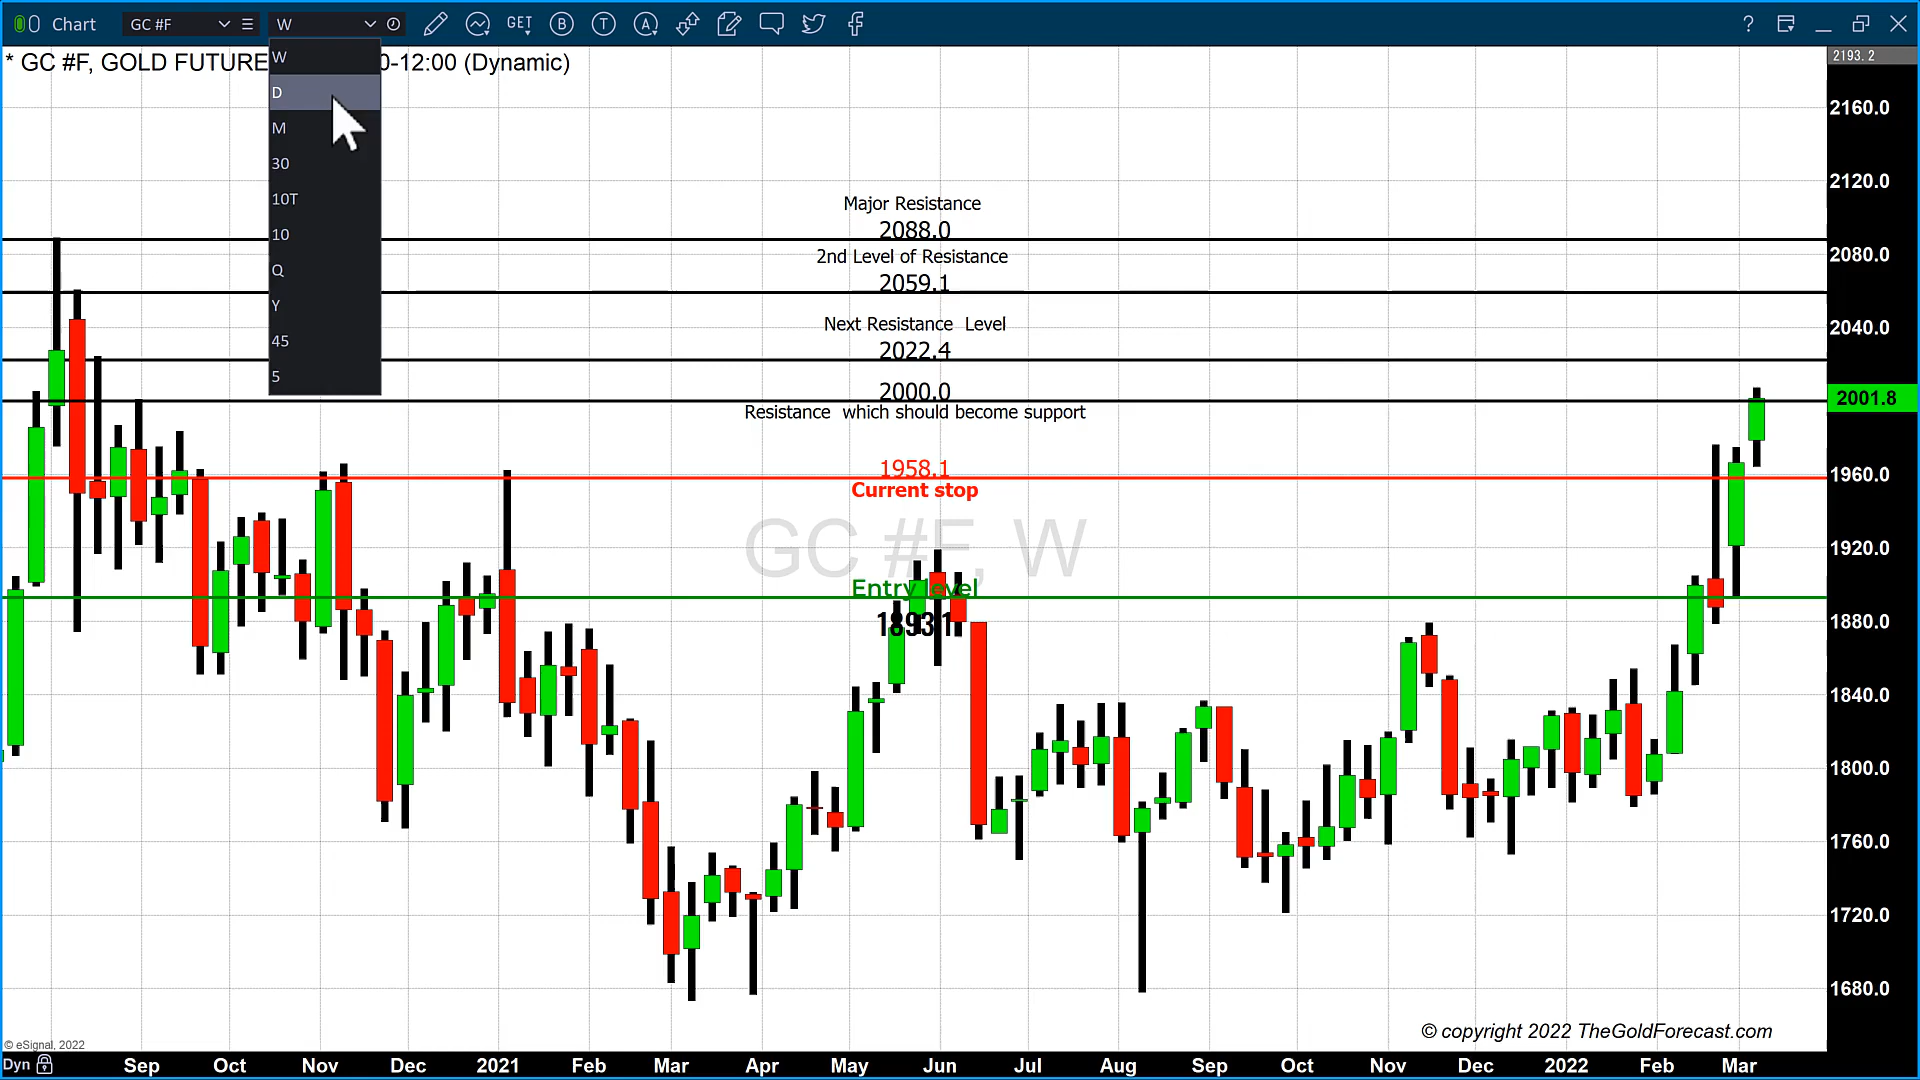 Chart GC #F W GET B T A ?
* GC #F, GOLD FUTURE 0-12:00 (Dynamic)
W
D
M
30
10T
10
Q
Y
45
5
2193.2
2160.0
2120.0
2080.0
2040.0
2001.8
1960.0
1920.0
1880.0
1840.0
1800.0
1760.0
1720.0
1680.0
Major Resistance
2088.0
2nd Level of Resistance
2059.1
Next Resistance Level
2022.4
2000.0
Resistance which should become support
1958.1
Current stop
GC #F, W
Entry level
1893.1
© copyright 2022 TheGoldForecast.com
© eSignal, 2022
Dyn Sep Oct Nov Dec 2021 Feb Mar Apr May Jun Jul Aug Sep Oct Nov Dec 2022 Feb Mar